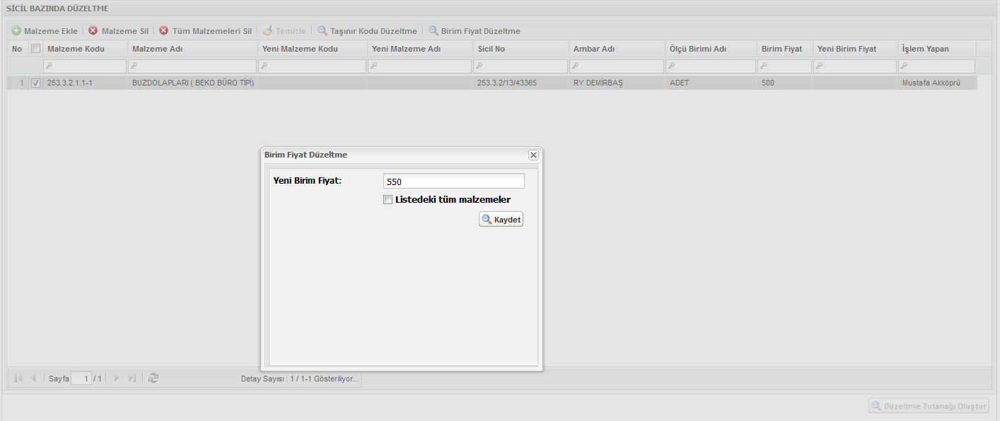 SİCİL BAZINDA DÜZELTME
Malzeme Ekle Malzeme Sil Tüm Malzemeleri Sil Temizle Taşınır Kodu Düzeltme Birim Fiyat Düzeltme
No Malzeme Kodu Malzeme Adı Yeni Malzeme Kodu Yeni Malzeme Adı Sicil No Ambar Adı Ölçü Birimi Adı Birim Fiyat Yeni Birim Fiyat İşlem Yapan
1 253.3.2.1.1-1 BUZDOLAPLARI ( BEKO BÜRO TİPİ) 253.3.2/13/43365 RY DEMİRBAŞ ADET 500 Mustafa Akköprü
Birim Fiyat Düzeltme
Yeni Birim Fiyat: 550
Listedeki tüm malzemeler
Kaydet
Sayfa 1 / 1 Detay Sayısı : 1 / 1-1 Gösteriliyor...
Düzeltme Tutanağı Oluştur